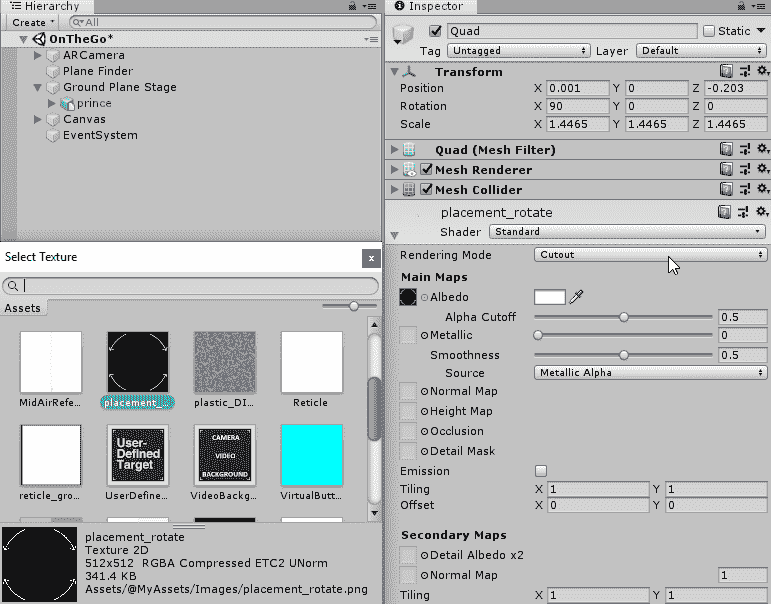 Hierarchy
Create
All
OnTheGo*
ARCamera
Plane Finder
Ground Plane Stage
prince
Canvas
EventSystem
Select Texture
x
Assets
MidAirRefe...
placement_...
plastic_DI...
Reticle
reticle_gro...
User-
Defined
Target
UserDefine...
CAMERA
VIDEO
BACKGROUND
VideoBackg...
VirtualButt...
placement_rotate
Texture 2D
512x512 RGBA Compressed ETC2 UNorm
341.4 KB
Assets/@MyAssets/Images/placement_rotate.png
Inspector
Quad
Static
Tag Untagged Layer Default
Transform
Position X 0.001 Y 0 Z -0.203
Rotation X 90 Y 0 Z 0
Scale X 1.4465 Y 1.4465 Z 1.4465
Quad (Mesh Filter)
Mesh Renderer
Mesh Collider
placement_rotate
Shader Standard
Rendering Mode Cutout
Main Maps
Albedo
Alpha Cutoff 0.5
Metallic 0
Smoothness 0.5
Source Metallic Alpha
Normal Map
Height Map
Occlusion
Detail Mask
Emission
Tiling X 1 Y 1
Offset X 0 Y 0
Secondary Maps
Detail Albedo x2
Normal Map 1
Tiling X 1 Y 1